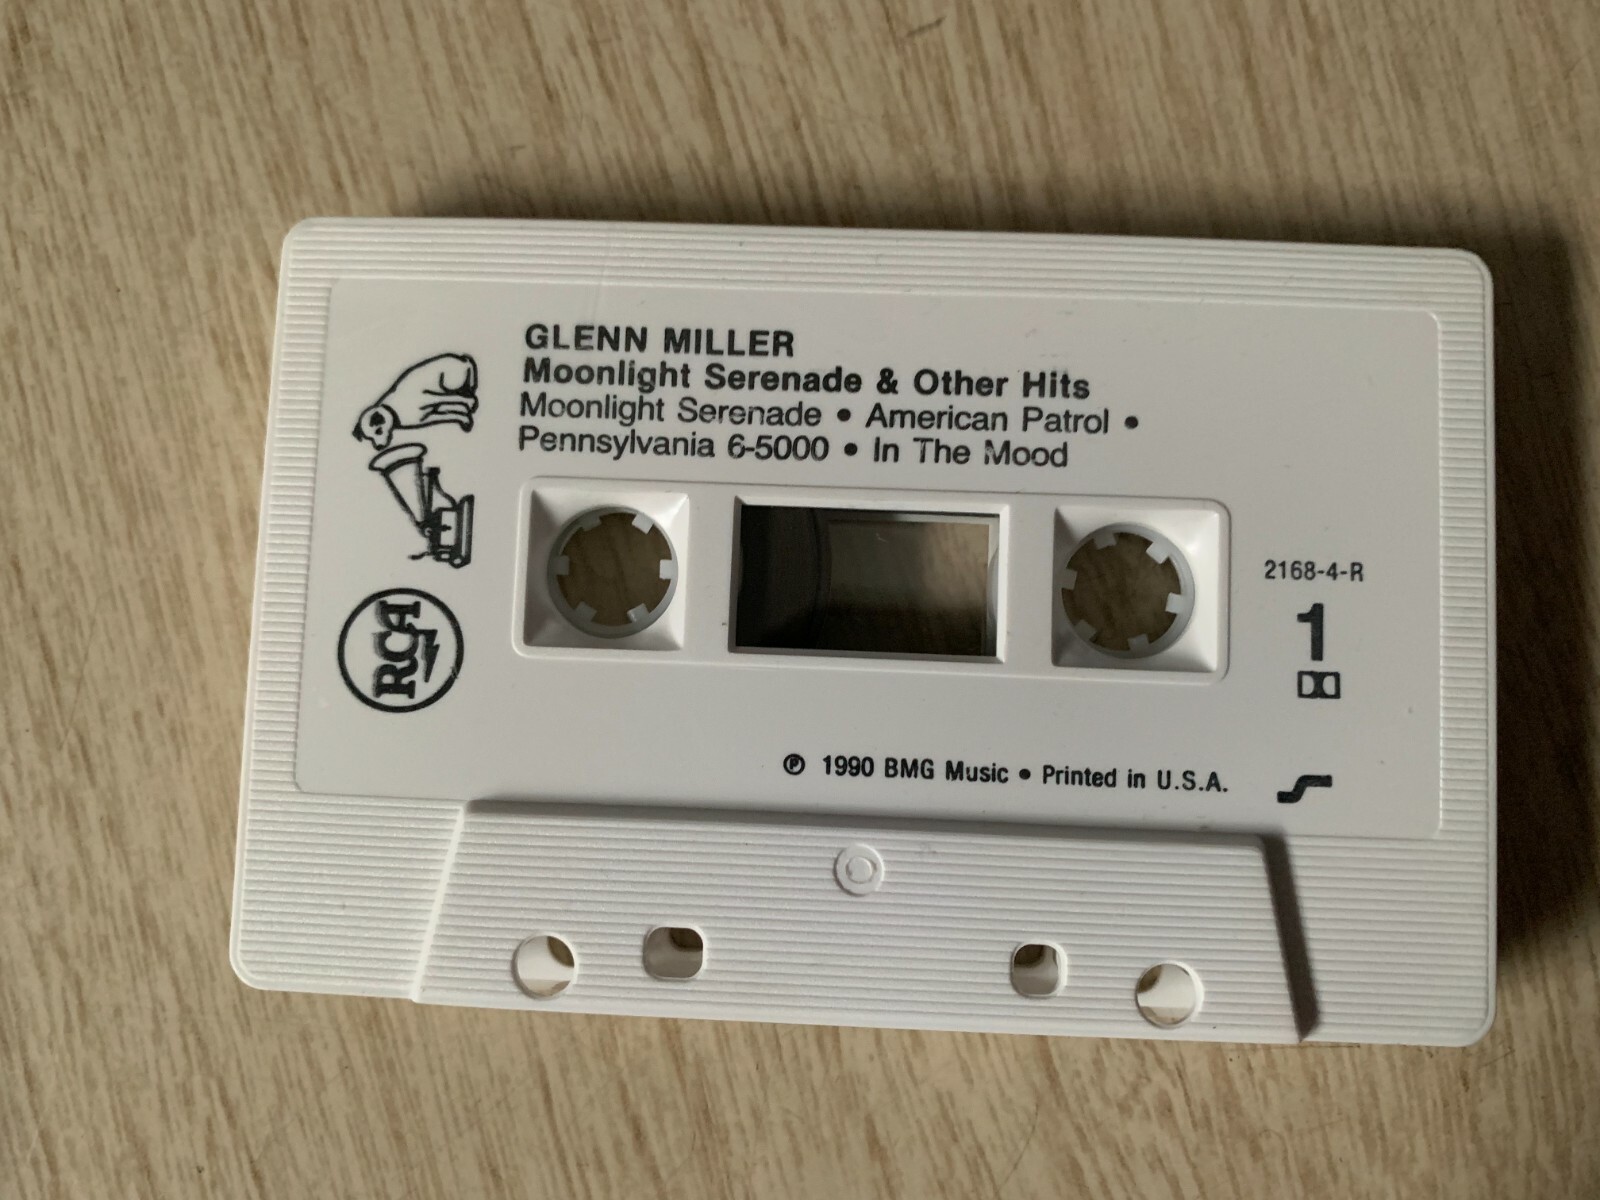 GLENN MILLER
Moonlight Serenade & Other Hits
Moonlight Serenade • American Patrol •
Pennsylvania 6-5000 • In The Mood
2168-4-R
1
RCA
℗ 1990 BMG Music • Printed in U.S.A.